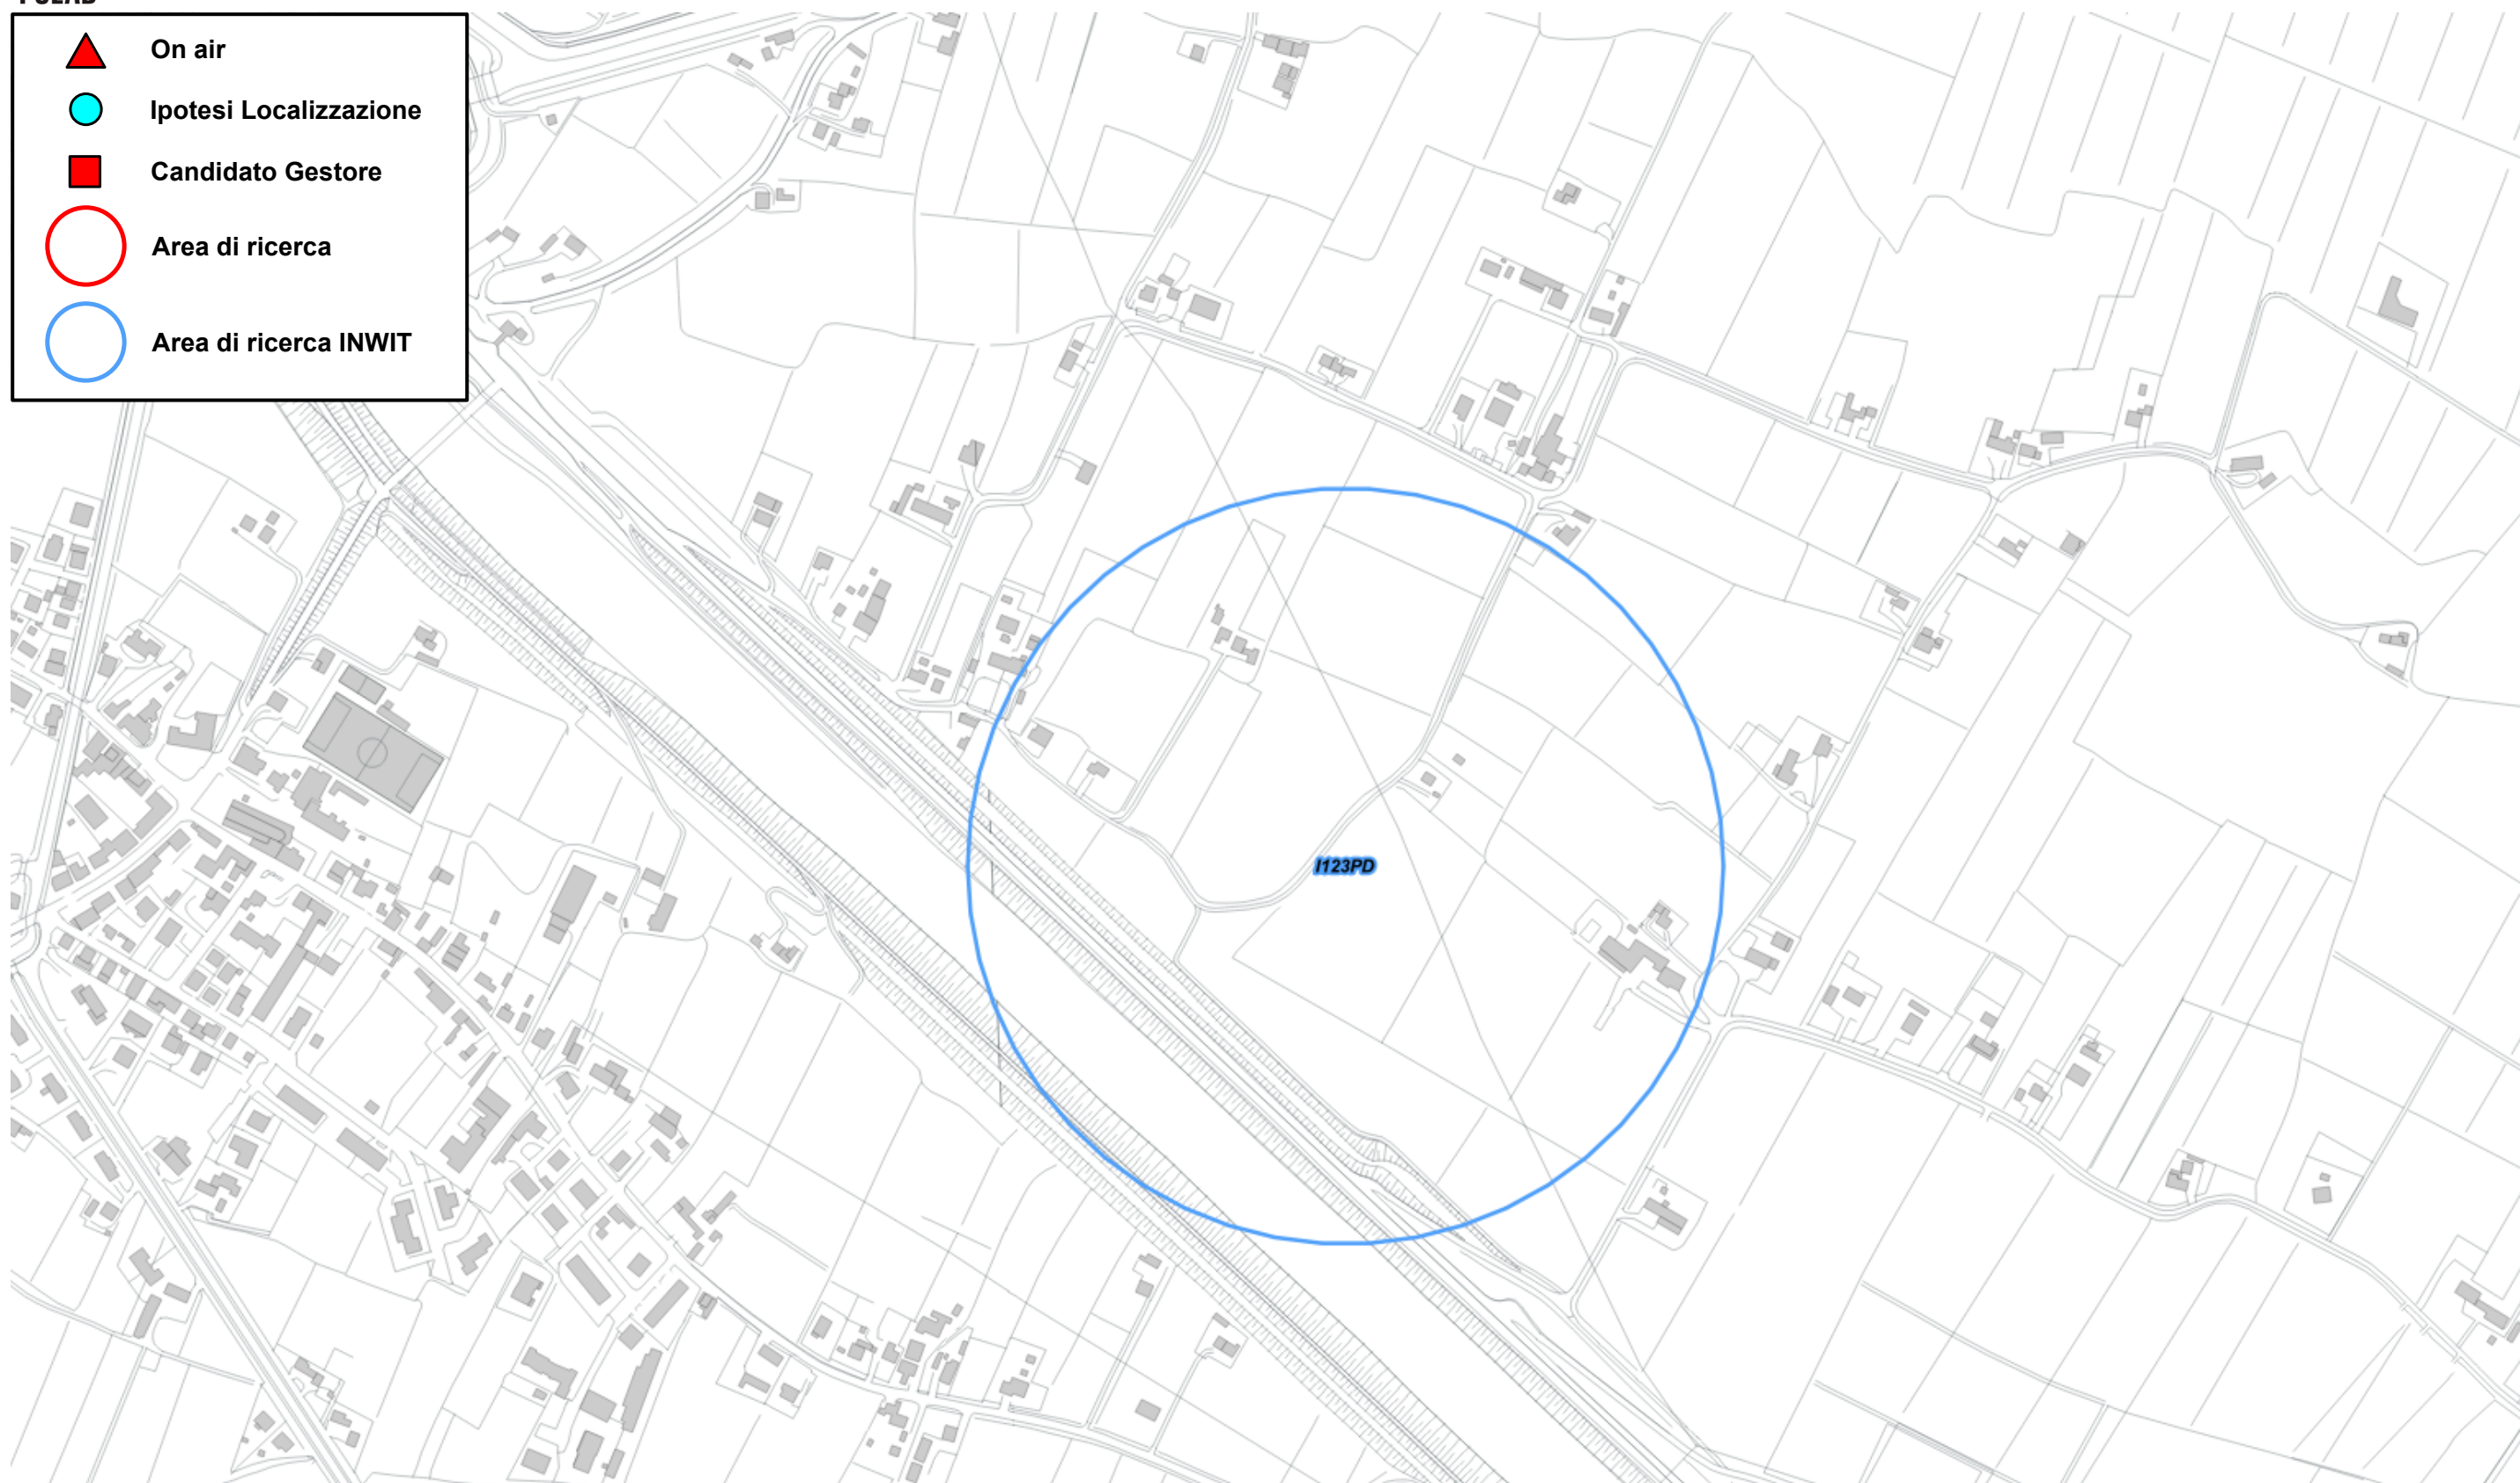 On air
Ipotesi Localizzazione
Candidato Gestore
Area di ricerca
Area di ricerca INWIT
I123PD